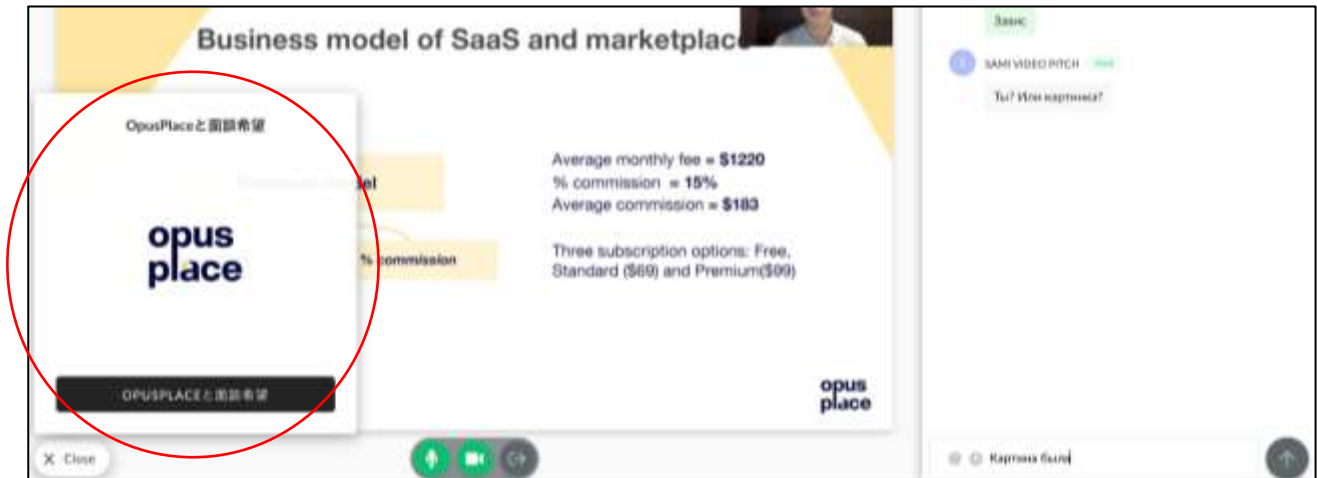 Business model of SaaS and marketplac
OpusPlaceと面談希望
opus
place
OPUSPLACEと面談希望
Close
del
% commission
Average monthly fee = $1220
% commission = 15%
Average commission = $183
Three subscription options: Free,
Standard ($69) and Premium($99)
opus
place
Завис
SAMI VIDEO PITCH
Ты? Или картинка?
Картина была